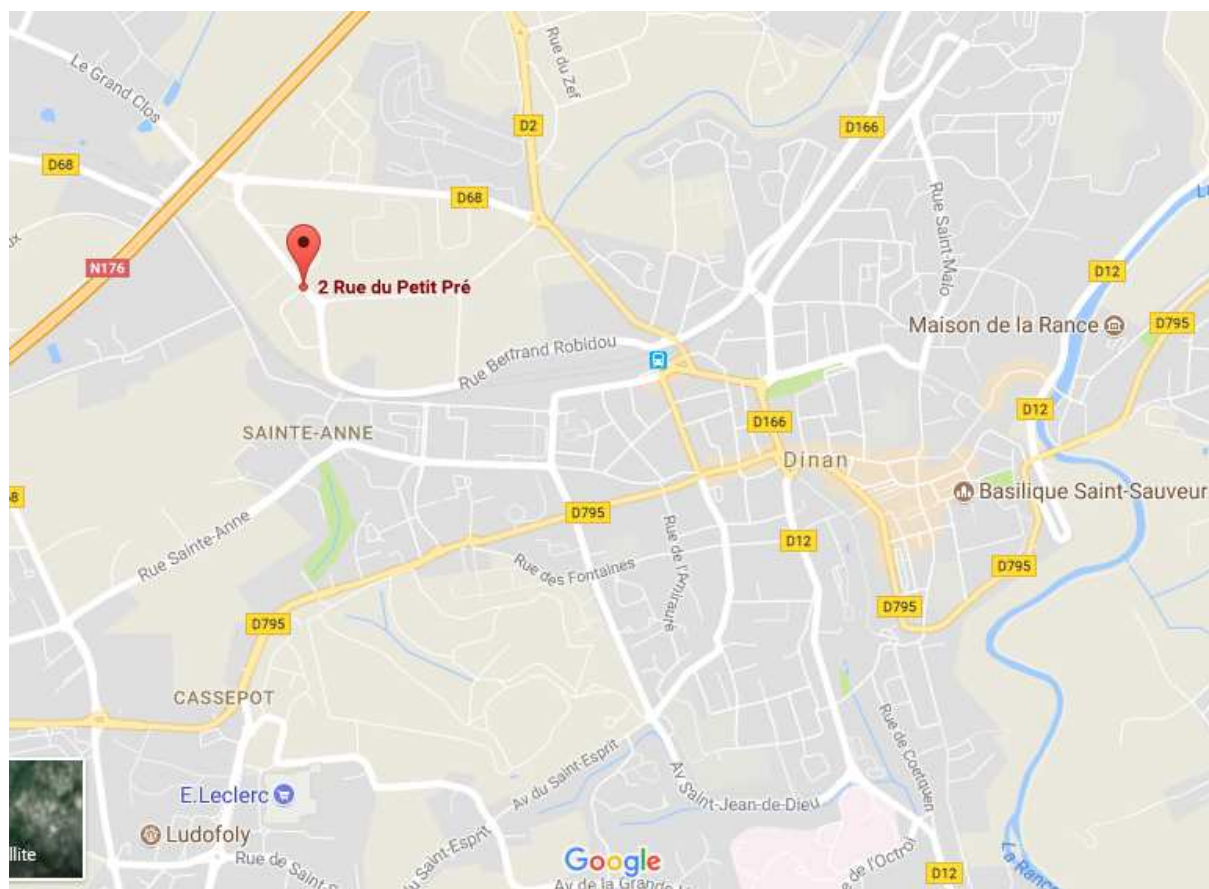 Le Grand Clos
Rue du Zef
D2
D166
D68
D68
Rue Saint-Malo
N176
2 Rue du Petit Pré
D12
Maison de la Rance
D795
Rue Bertrand Robidou
D12
SAINTE-ANNE
D166
Dinan
Basilique Saint-Sauveur
D795
Rue Sainte-Anne
Rue des Fontaines
Rue de l'Amirauté
D12
D795
D795
D795
CASSEPOT
Rue de Coetquen
Av du Saint-Esprit
Av Saint-Jean-de-Dieu
E.Leclerc
Ludofoly
Google
La Rance
D12